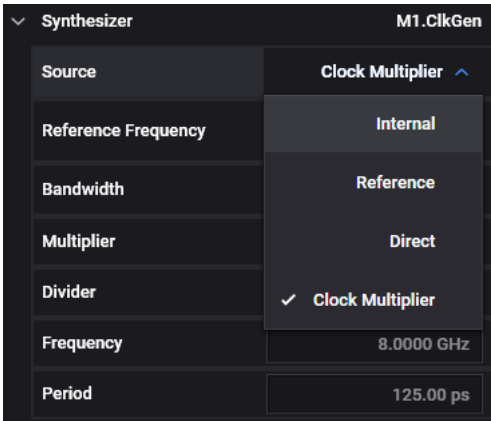 Synthesizer M1.ClkGen
Source Clock Multiplier
Internal
Reference Frequency
Reference
Bandwidth
Direct
Multiplier
Clock Multiplier
Divider
Frequency 8.0000 GHz
Period 125.00 ps